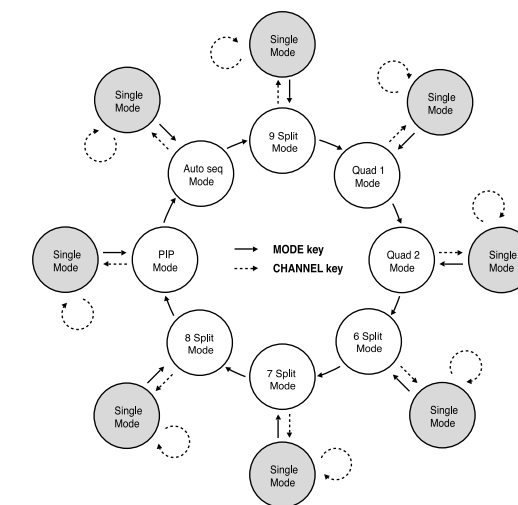 Single
Mode
Single
Mode
Single
Mode
9 Split
Mode
Auto seq
Mode
Quad 1
Mode
Single
Mode
PIP
Mode
MODE key
CHANNEL key
Quad 2
Mode
Single
Mode
8 Split
Mode
6 Split
Mode
7 Split
Mode
Single
Mode
Single
Mode
Single
Mode